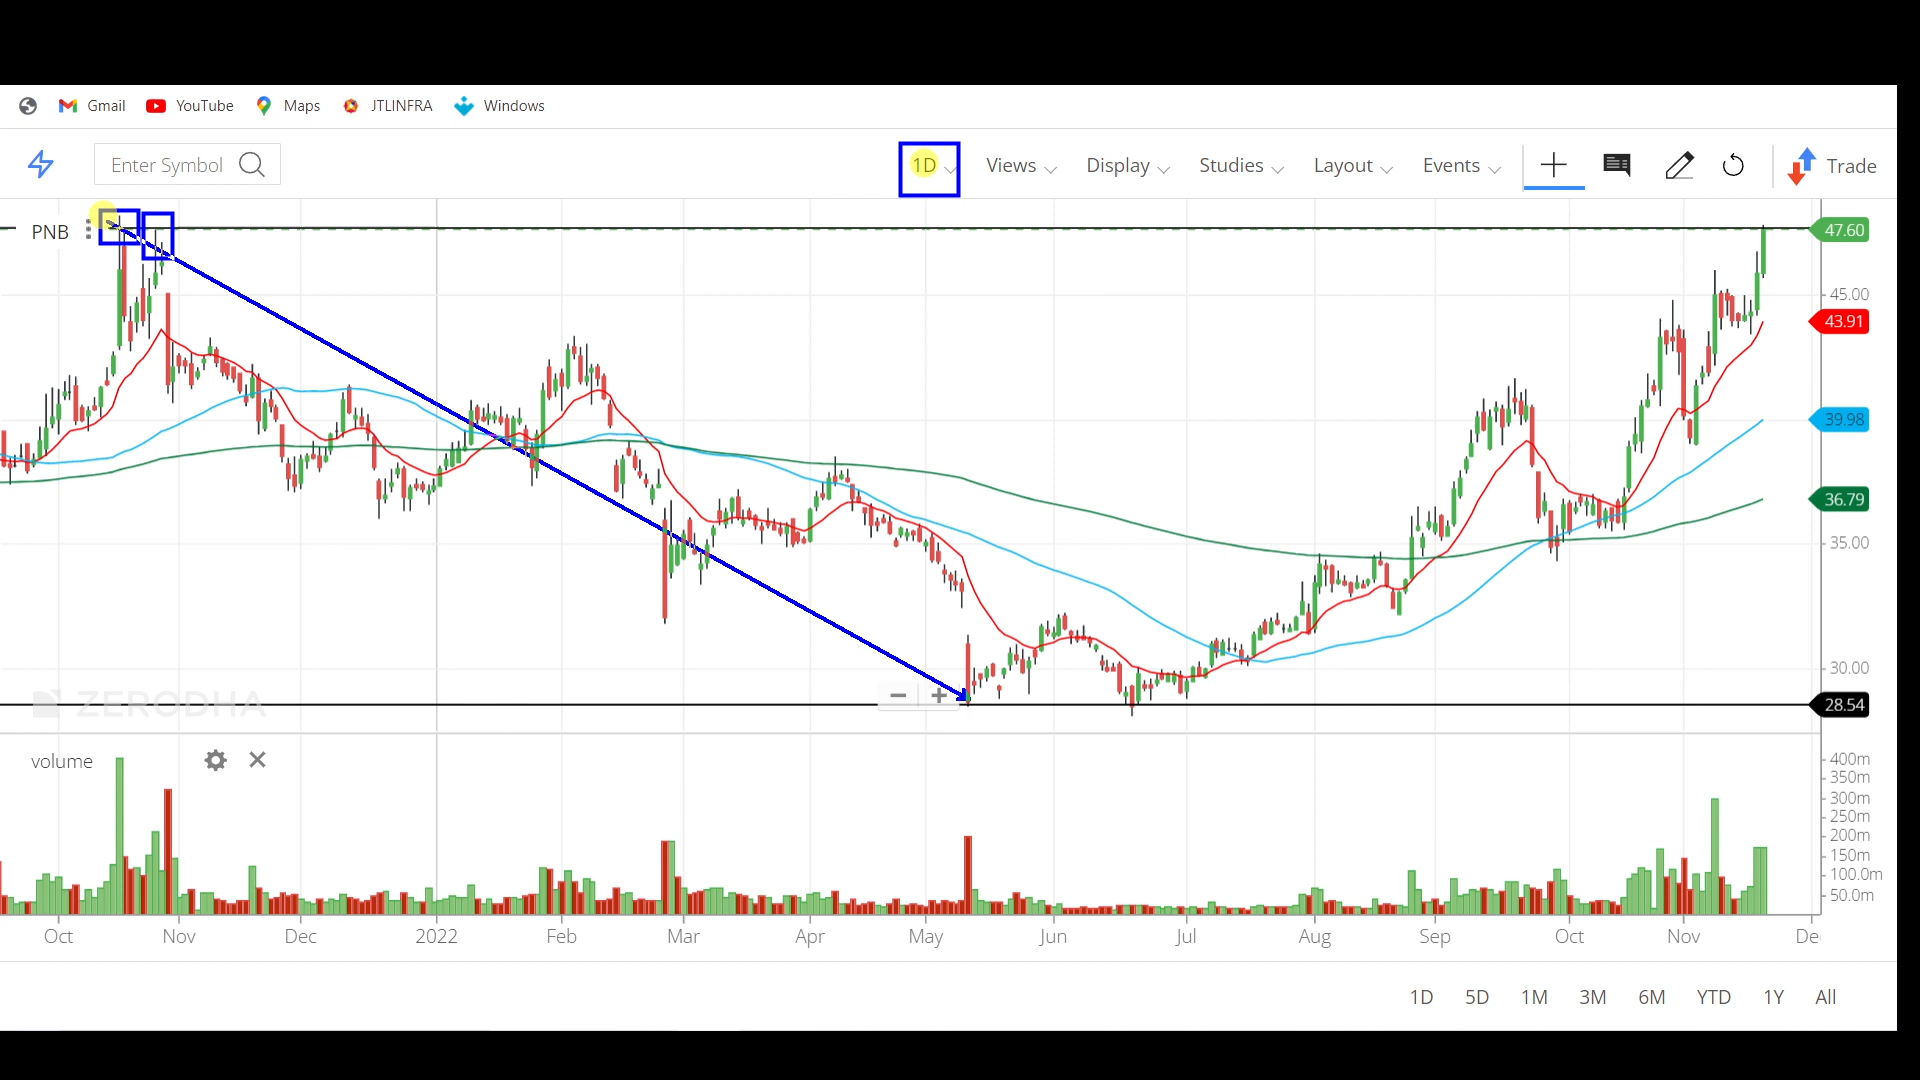 Gmail YouTube Maps JTLINFRA Windows
Enter Symbol 1D Views Display Studies Layout Events Trade
PNB
47.60
45.00
43.91
39.98
36.79
35.00
30.00
28.54
ZERODHA
volume
400m
350m
300m
250m
200m
150m
100.0m
50.0m
Oct Nov Dec 2022 Feb Mar Apr May Jun Jul Aug Sep Oct Nov De
1D 5D 1M 3M 6M YTD 1Y All